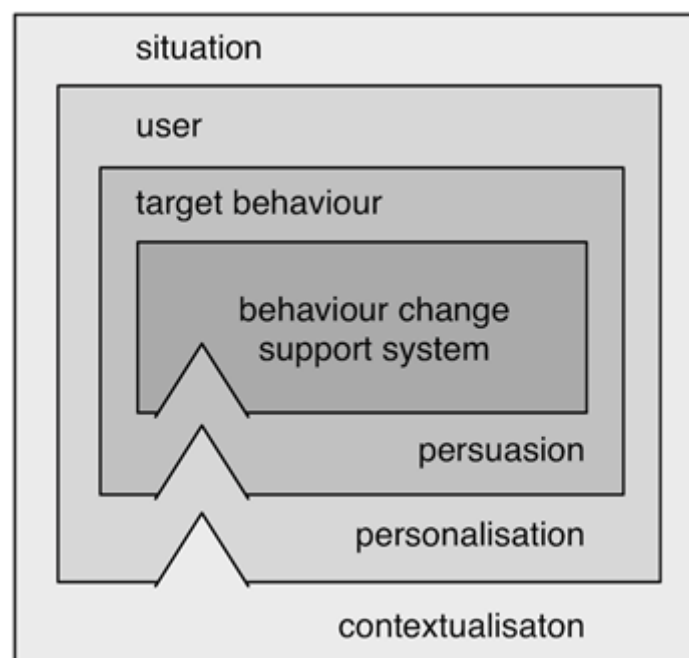 situation
user
target behaviour
behaviour change
support system
persuasion
personalisation
contextualisaton